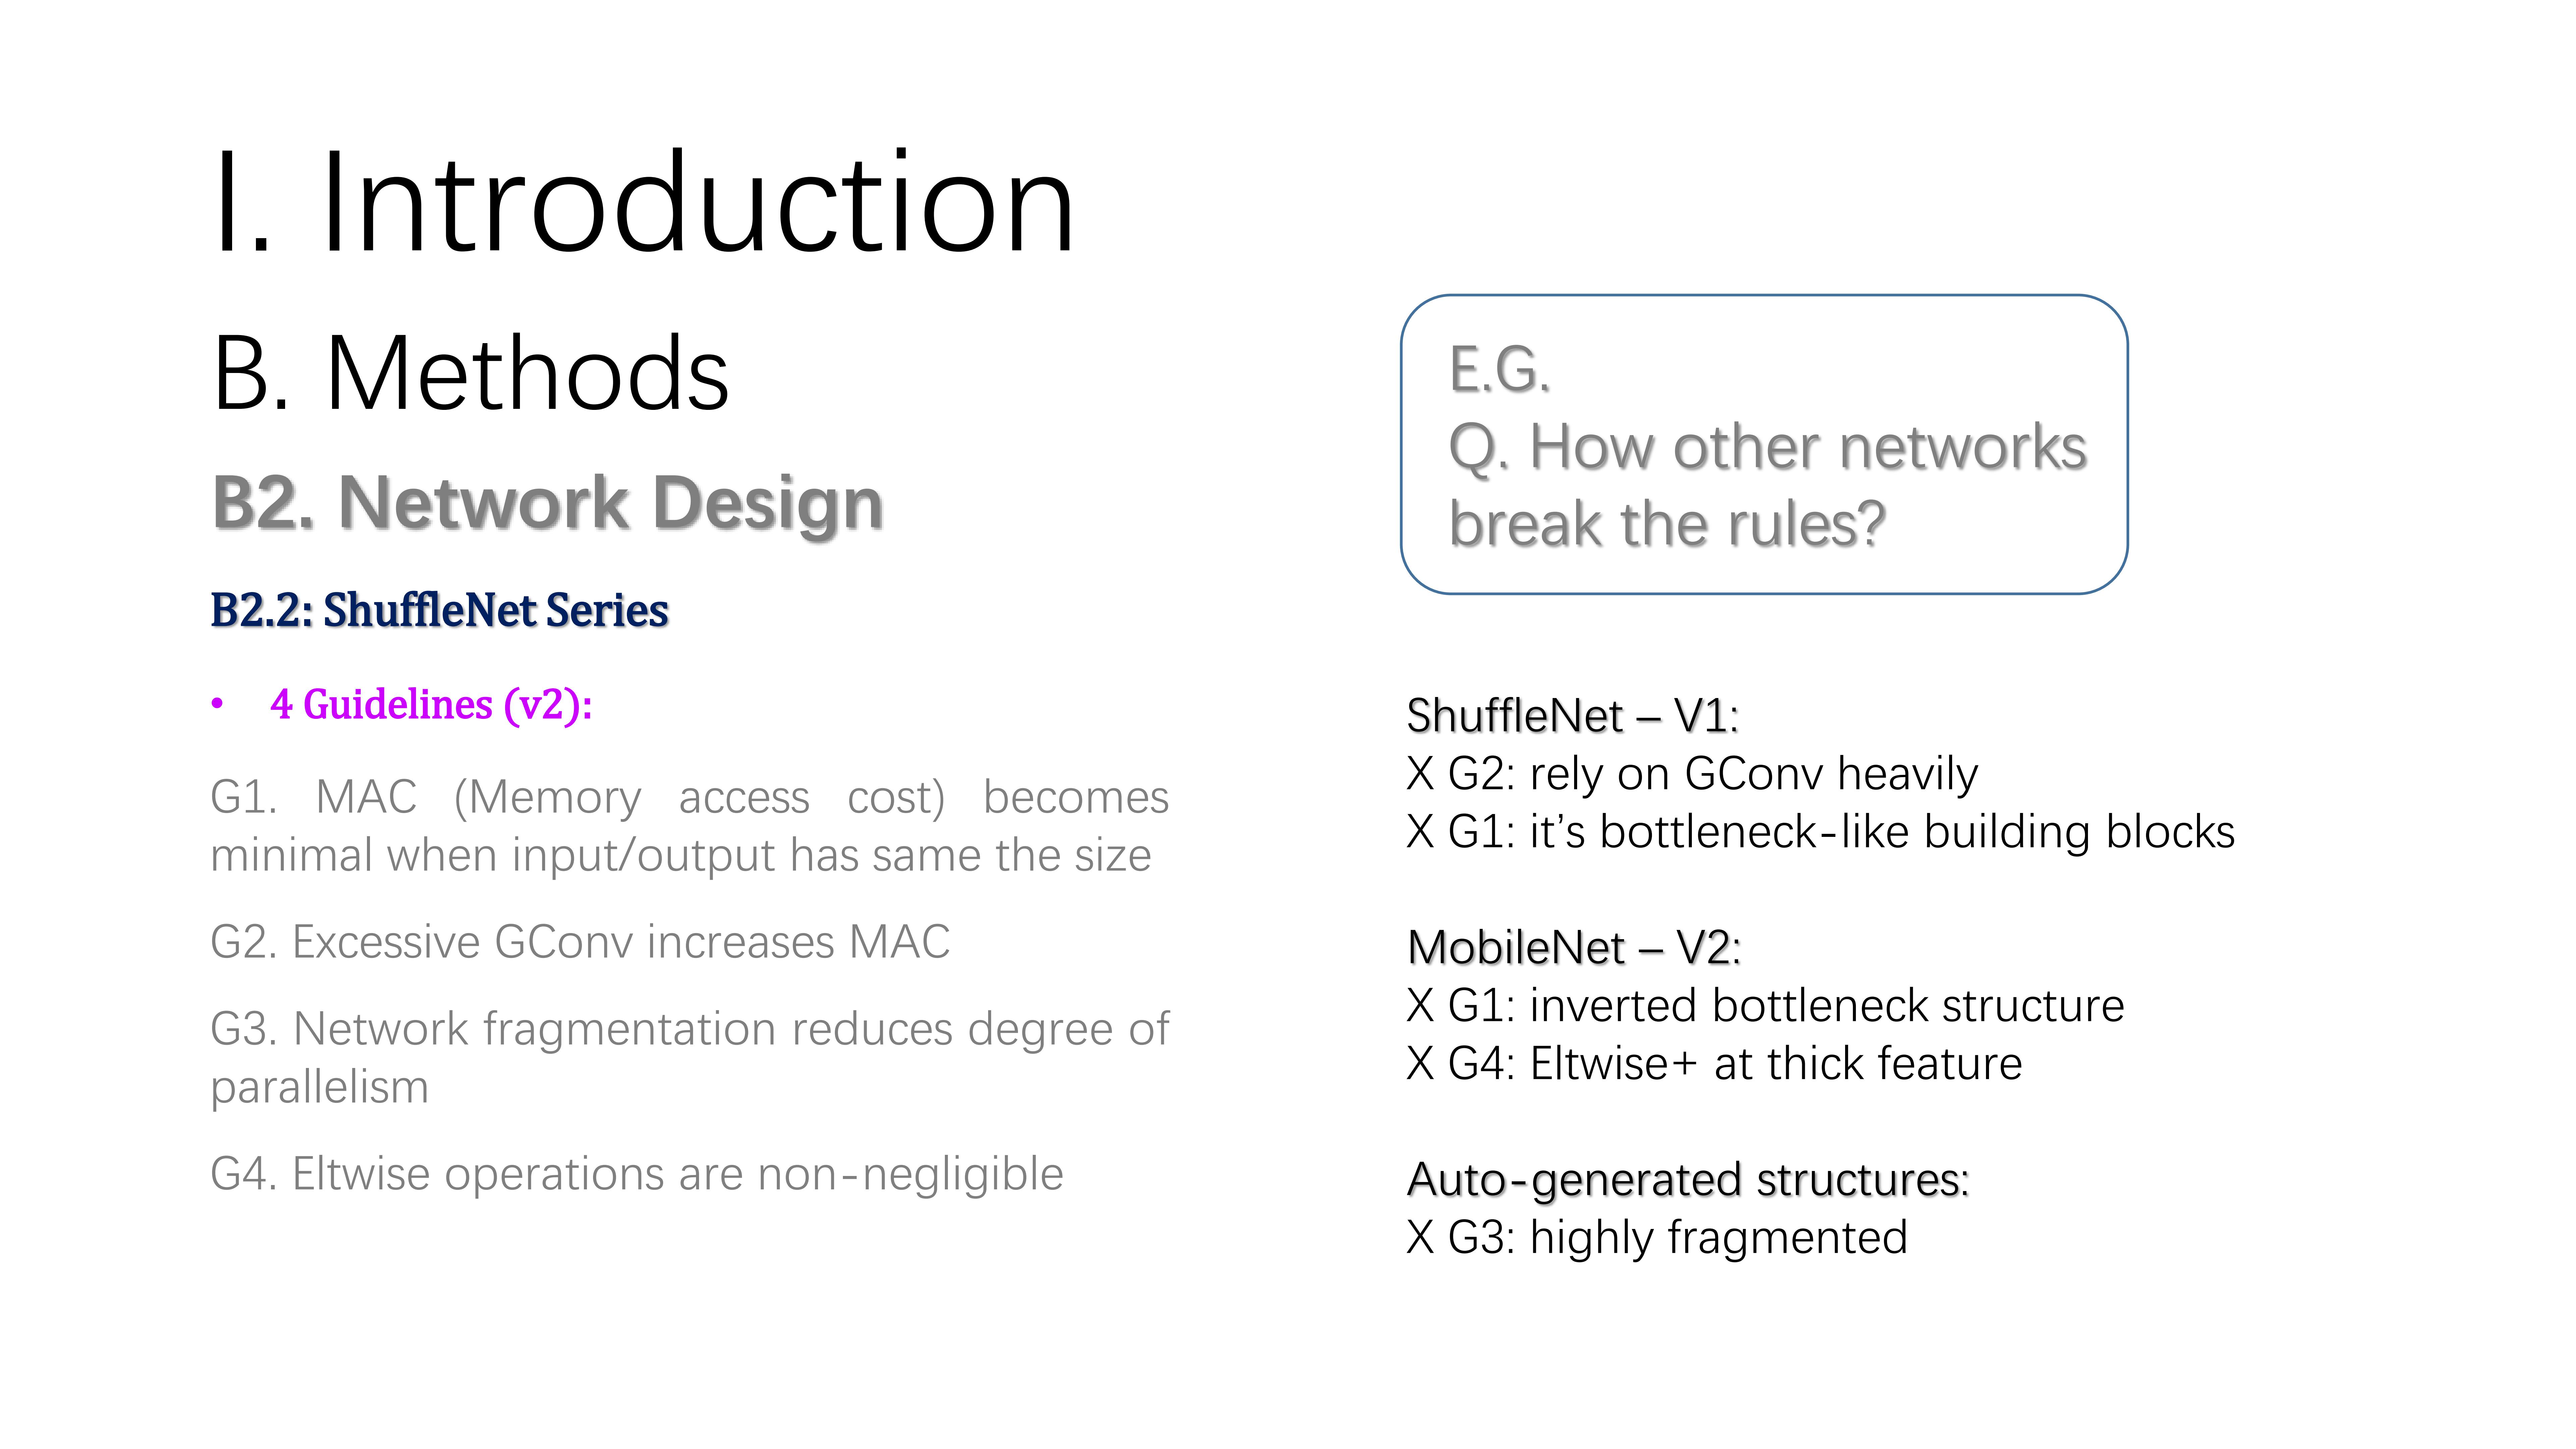 I. Introduction
B. Methods
B2. Network Design
B2.2: ShuffleNet Series
• 4 Guidelines (v2):
G1. MAC (Memory access cost) becomes
minimal when input/output has same the size
G2. Excessive GConv increases MAC
G3. Network fragmentation reduces degree of
parallelism
G4. Eltwise operations are non-negligible
E.G.
Q. How other networks
break the rules?
ShuffleNet – V1:
X G2: rely on GConv heavily
X G1: it’s bottleneck-like building blocks
MobileNet – V2:
X G1: inverted bottleneck structure
X G4: Eltwise+ at thick feature
Auto-generated structures:
X G3: highly fragmented